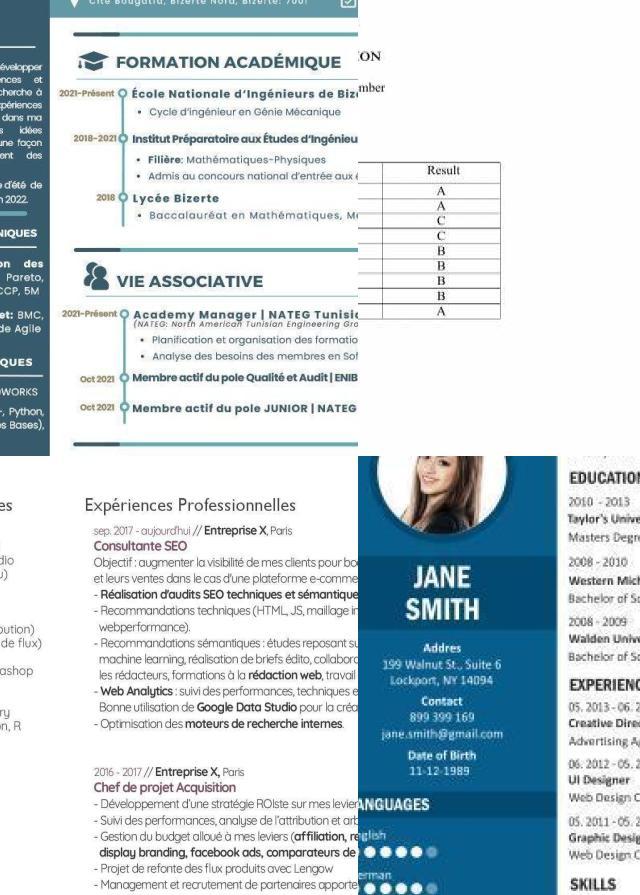 Cité Bougatfa, Bizerte Nord, Bizerte: 7001
développer
ences et
cherche à
xpériences
dans ma
s idées
une façon
ent des
e d'été de
n 2022.
NIQUES
on des
Pareto,
CCP, 5M
et: BMC,
de Agile
QUES
DWORKS
+, Python,
es Bases),
FORMATION ACADÉMIQUE
2021-Présent
École Nationale d'Ingénieurs de Biz
• Cycle d'ingénieur en Génie Mécanique
2018-2021
Institut Préparatoire aux Études d'Ingénieu
• Filière: Mathématiques-Physiques
• Admis au concours national d'entrée aux
2018
Lycée Bizerte
• Baccalauréat en Mathématiques, M
VIE ASSOCIATIVE
2021-Présent
Academy Manager | NATEG Tunisi
(NATEG: North American Tunisian Engineering Gro
• Planification et organisation des formatio
• Analyse des besoins des membres en Sof
Oct 2021
Membre actif du pole Qualité et Audit | ENIB
Oct 2021
Membre actif du pole JUNIOR | NATEG
ON
mber
Result
A
A
C
C
B
B
B
B
A
es
dio
u)
oution)
de flux)
ashop
ry
on, R
Expériences Professionnelles
sep. 2017 - aujourd'hui // Entreprise X, Paris
Consultante SEO
Objectif : augmenter la visibilité de mes clients pour bo
et leurs ventes dans le cas d'une plateforme e-comme
- Réalisation d'audits SEO techniques et sémantique
- Recommandations techniques (HTML, JS, maillage in
webperformance).
- Recommandations sémantiques : études reposant su
machine learning, réalisation de briefs édito, collabora
les rédacteurs, formations à la rédaction web, travail
- Web Analytics : suivi des performances, techniques e
Bonne utilisation de Google Data Studio pour la créa
- Optimisation des moteurs de recherche internes.
2016 - 2017 // Entreprise X, Paris
Chef de projet Acquisition
- Développement d'une stratégie ROIste sur mes levier
- Suivi des performances, analyse de l'attribution et arb
- Gestion du budget alloué à mes leviers (affiliation, re
display branding, facebook ads, comparateurs de
- Projet de refonte des flux produits avec Lengow
- Management et recrutement de partenaires apporte
JANE
SMITH
Addres
199 Walnut St., Suite 6
Lockport, NY 14094
Contact
899 399 169
jane.smith@gmail.com
Date of Birth
11-12-1989
ANGUAGES
glish
erman
EDUCATION
2010 - 2013
Taylor's Unive
Masters Degre
2008 - 2010
Western Mich
Bachelor of Sc
2008 - 2009
Walden Unive
Bachelor of Sc
EXPERIENC
05. 2013 - 06. 2
Creative Direc
Advertising Ag
06. 2012 - 05. 2
UI Designer
Web Design C
05. 2011 - 05. 2
Graphic Desig
Web Design C
SKILLS